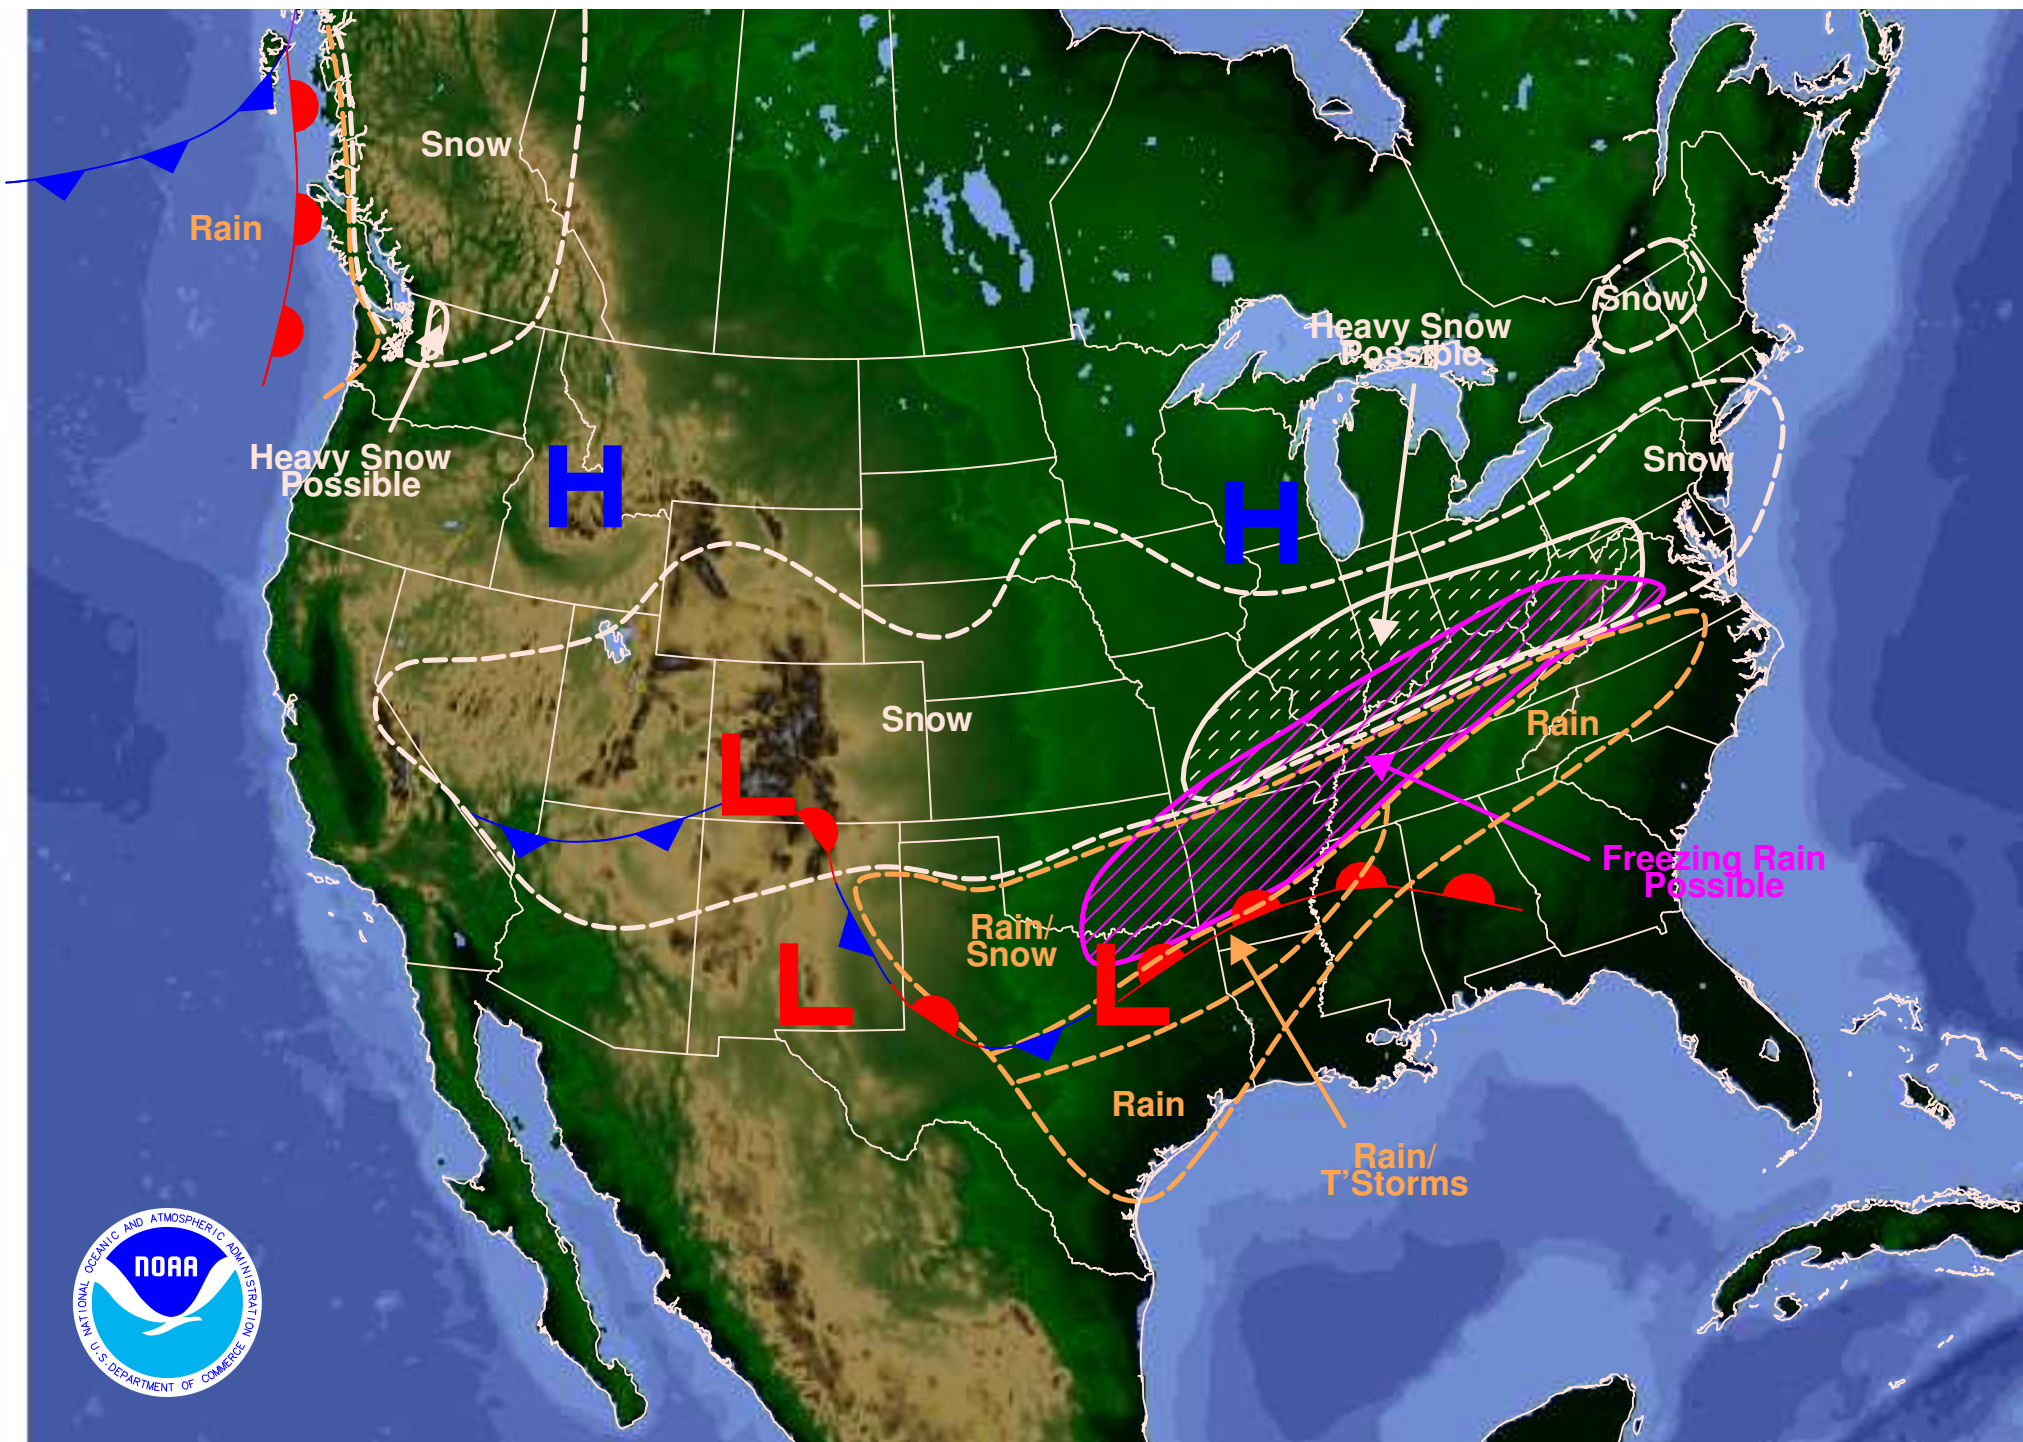 Snow
Rain
Snow
Heavy Snow
Possible
Heavy Snow
Possible
H
Snow
H
Snow
L
Rain
Freezing Rain
Possible
Rain/
Snow
L
L
Rain
Rain/
T'Storms
NATIONAL OCEANIC AND ATMOSPHERIC ADMINISTRATION
NOAA
U.S. DEPARTMENT OF COMMERCE